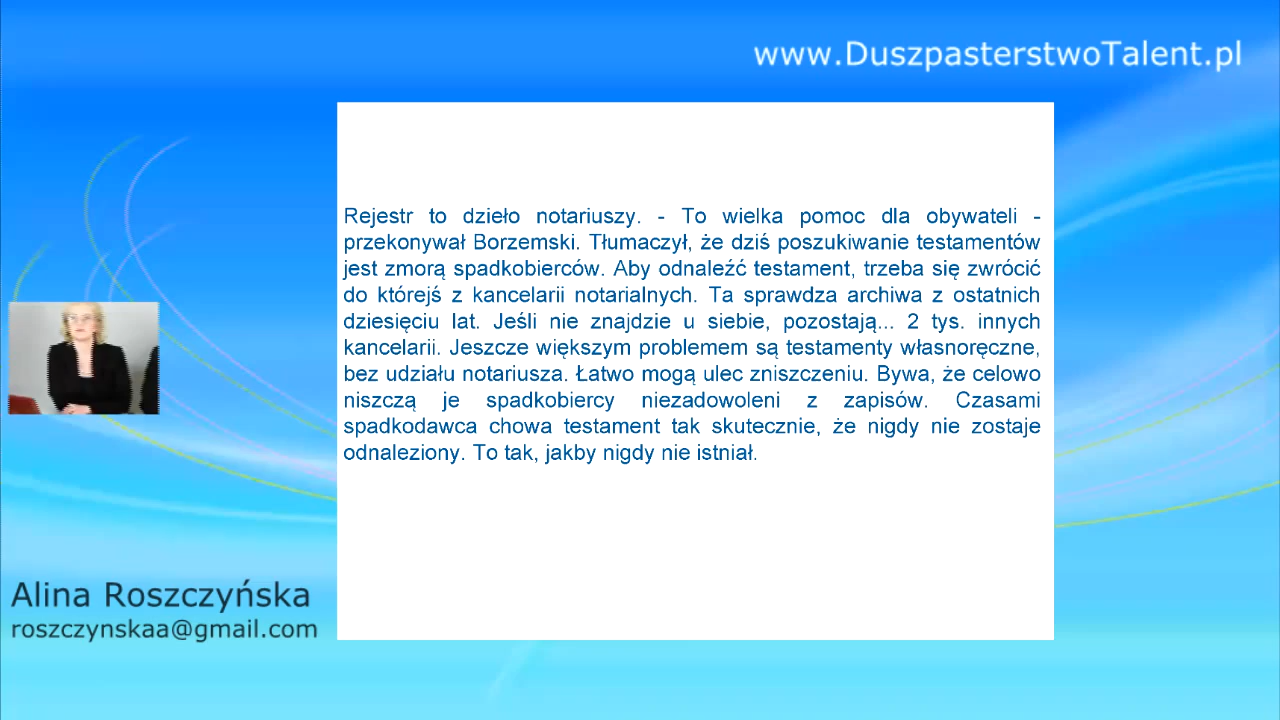 www.DuszpasterstwoTalent.pl
Rejestr to dzieło notariuszy. - To wielka pomoc dla obywateli -
przekonywał Borzemski. Tłumaczył, że dziś poszukiwanie testamentów
jest zmorą spadkobierców. Aby odnaleźć testament, trzeba się zwrócić
do którejś z kancelarii notarialnych. Ta sprawdza archiwa z ostatnich
dziesięciu lat. Jeśli nie znajdzie u siebie, pozostają... 2 tys. innych
kancelarii. Jeszcze większym problemem są testamenty własnoręczne,
bez udziału notariusza. Łatwo mogą ulec zniszczeniu. Bywa, że celowo
niszczą je spadkobiercy niezadowoleni z zapisów. Czasami
spadkodawca chowa testament tak skutecznie, że nigdy nie zostaje
odnaleziony. To tak, jakby nigdy nie istniał.
Alina Roszczyńska
roszczynskaa@gmail.com